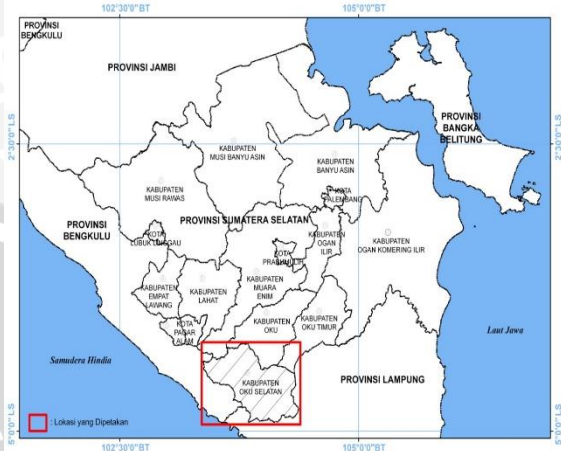 102°30'0"BT
105°0'0"BT
PROVINSI
BENGKULU
PROVINSI JAMBI
PROVINSI
BANGKA
BELITUNG
2°30'0"LS
2°30'0"LS
KABUPATEN
MUSI BANYU ASIN
KABUPATEN
BANYU ASIN
KABUPATEN
MUSI RAWAS
KOTA
PALEMBANG
PROVINSI SUMATERA SELATAN
PROVINSI
BENGKULU
KOTA
LUBUK LINGGAU
KABUPATEN
OGAN
ILIR
KABUPATEN
OGAN KOMERING ILIR
KOTA
PRABUMULIH
KABUPATEN
EMPAT
LAWANG
KABUPATEN
LAHAT
KABUPATEN
MUARA
ENIM
KABUPATEN
OKU
KABUPATEN
OKU TIMUR
KOTA
PAGAR
ALAM
Laut Jawa
Samudera Hindia
KABUPATEN
OKU SELATAN
PROVINSI LAMPUNG
: Lokasi yang Dipetakan
5°0'0"LS
5°0'0"LS
102°30'0"BT
105°0'0"BT